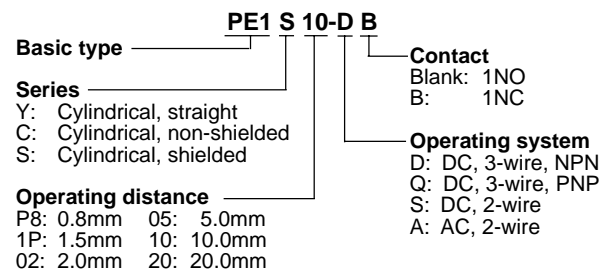 PE1 S 10-D B
Basic type
Series
Y: Cylindrical, straight
C: Cylindrical, non-shielded
S: Cylindrical, shielded
Operating distance
P8: 0.8mm 05: 5.0mm
1P: 1.5mm 10: 10.0mm
02: 2.0mm 20: 20.0mm
Contact
Blank: 1NO
B: 1NC
Operating system
D: DC, 3-wire, NPN
Q: DC, 3-wire, PNP
S: DC, 2-wire
A: AC, 2-wire